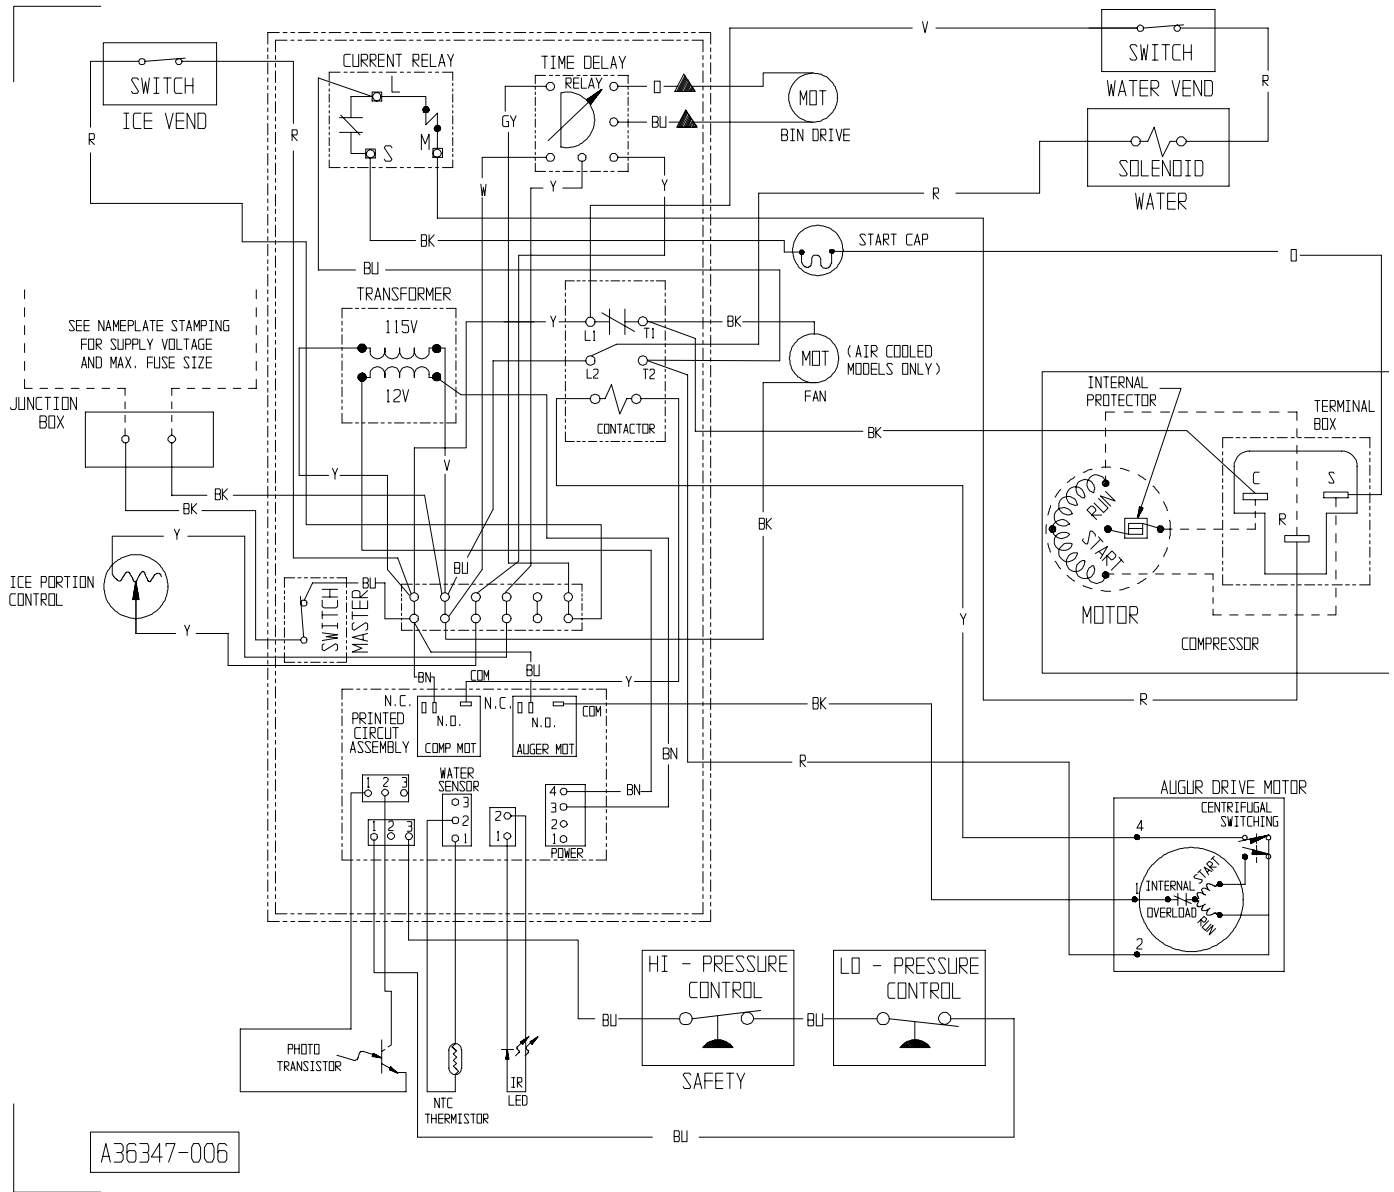 SWITCH
ICE VEND
R
R
CURRENT RELAY
L
S
M
TIME DELAY
RELAY
GY
W
Y
Y
O
BU
MOT
BIN DRIVE
V
SWITCH
WATER VEND
R
SOLENOID
WATER
R
BK
START CAP
O
BU
TRANSFORMER
115V
12V
Y
V
Y
L1
T1
L2
T2
CONTACTOR
BK
MOT
(AIR COOLED
MODELS ONLY)
FAN
SEE NAMEPLATE STAMPING
FOR SUPPLY VOLTAGE
AND MAX. FUSE SIZE
JUNCTION
BOX
BK
BK
Y
ICE PORTION
CONTROL
Y
BU
SWITCH
MASTER
BU
BK
BK
INTERNAL
PROTECTOR
TERMINAL
BOX
C
S
R
RUN
START
MOTOR
COMPRESSOR
Y
R
BN
COM
BU
Y
N.C.
N.O.
COMP MOT
N.C.
N.O.
COM
AUGER MOT
PRINTED
CIRCUT
ASSEMBLY
BK
BN
R
WATER
SENSOR
1 2 3
1 2 3
3
2
1
2
1
4
3
2
1
POWER
BN
AUGUR DRIVE MOTOR
CENTRIFUGAL
SWITCHING
4
1
2
INTERNAL
OVERLOAD
START
RUN
HI - PRESSURE
CONTROL
LO - PRESSURE
CONTROL
BU
BU
SAFETY
PHOTO
TRANSISTOR
NTC
THERMISTOR
IR
LED
BU
A36347-006